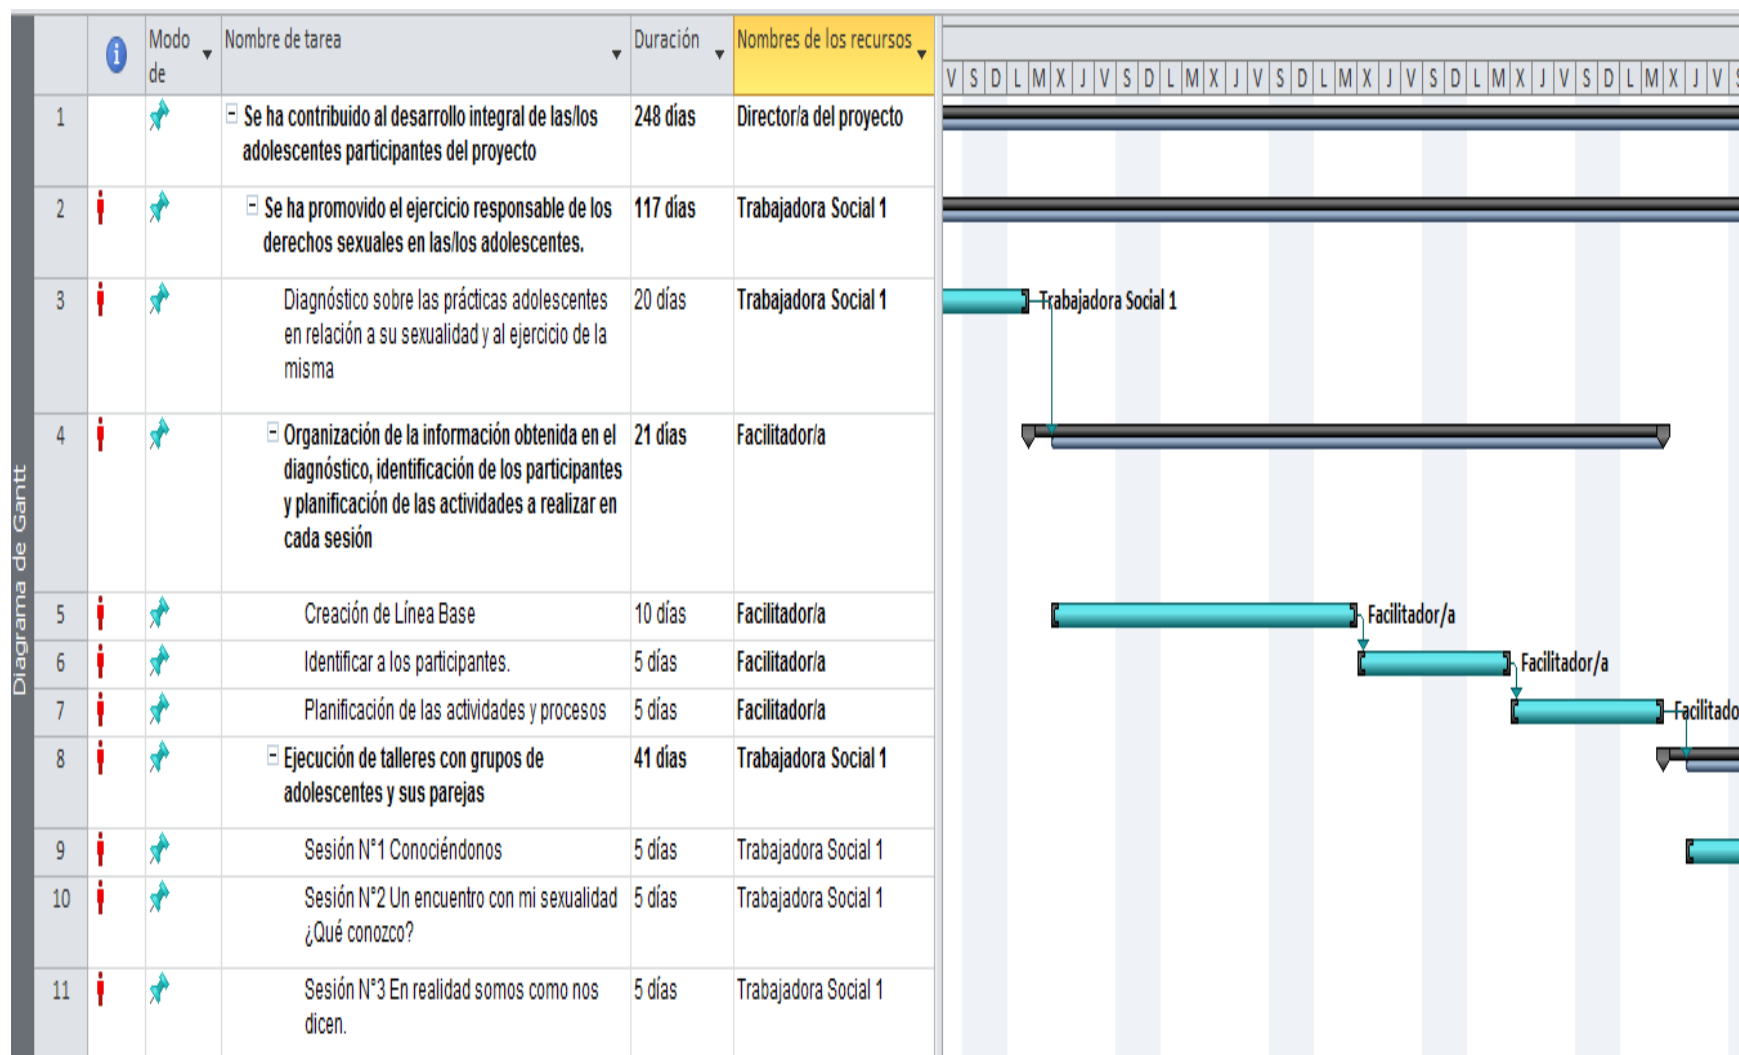 Modo de
Nombre de tarea
Duración
Nombres de los recursos
V S D L M X J V S D L M X J V S D L M X J V S D L M X J V S D L M X J V S
1
Se ha contribuido al desarrollo integral de las/los
adolescentes participantes del proyecto
248 días
Director/a del proyecto
2
Se ha promovido el ejercicio responsable de los
derechos sexuales en las/los adolescentes.
117 días
Trabajadora Social 1
3
Diagnóstico sobre las prácticas adolescentes
en relación a su sexualidad y al ejercicio de la
misma
20 días
Trabajadora Social 1
Trabajadora Social 1
4
Organización de la información obtenida en el
diagnóstico, identificación de los participantes
y planificación de las actividades a realizar en
cada sesión
21 días
Facilitador/a
5
Creación de Línea Base
10 días
Facilitador/a
Facilitador/a
6
Identificar a los participantes.
5 días
Facilitador/a
Facilitador/a
7
Planificación de las actividades y procesos
5 días
Facilitador/a
Facilitado
8
Ejecución de talleres con grupos de
adolescentes y sus parejas
41 días
Trabajadora Social 1
9
Sesión N°1 Conociéndonos
5 días
Trabajadora Social 1
10
Sesión N°2 Un encuentro con mi sexualidad
¿Qué conozco?
5 días
Trabajadora Social 1
11
Sesión N°3 En realidad somos como nos
dicen.
5 días
Trabajadora Social 1
Diagrama de Gantt